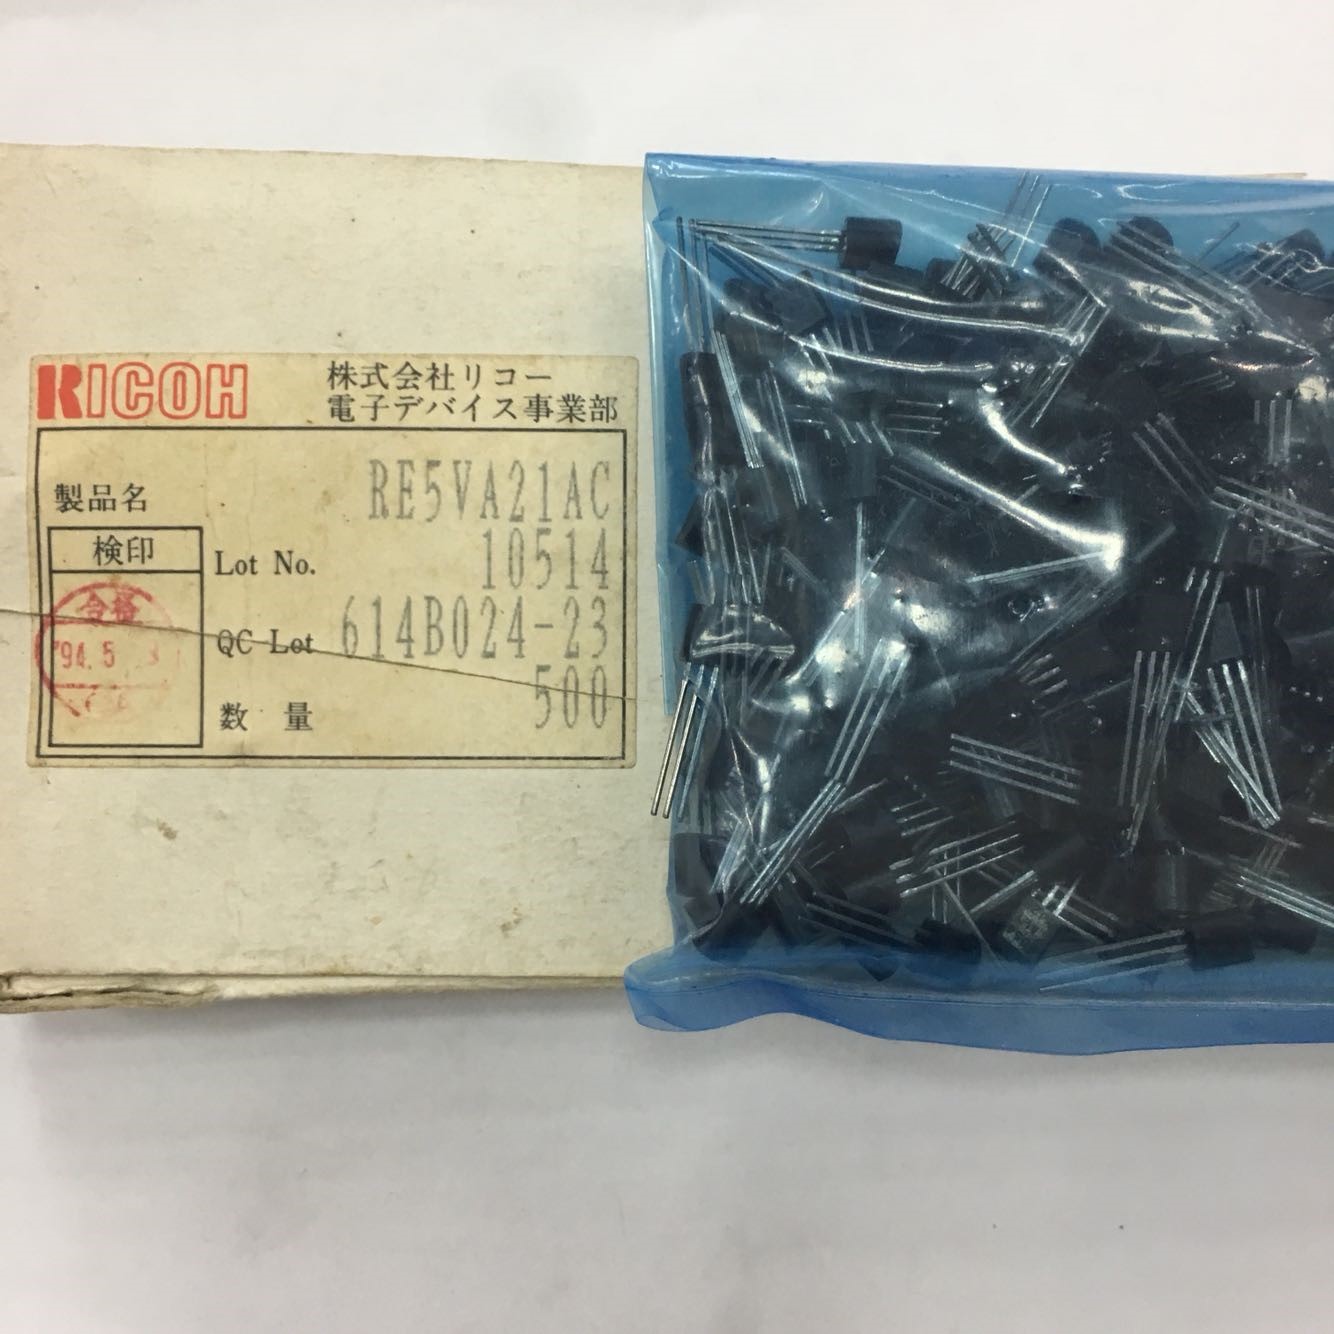 RICOH
株式会社リコー
電子デバイス事業部
製品名 RE5VA21AC
検印
Lot No. 10514
合格
'94.5
QC Lot 614B024-23
数量 500